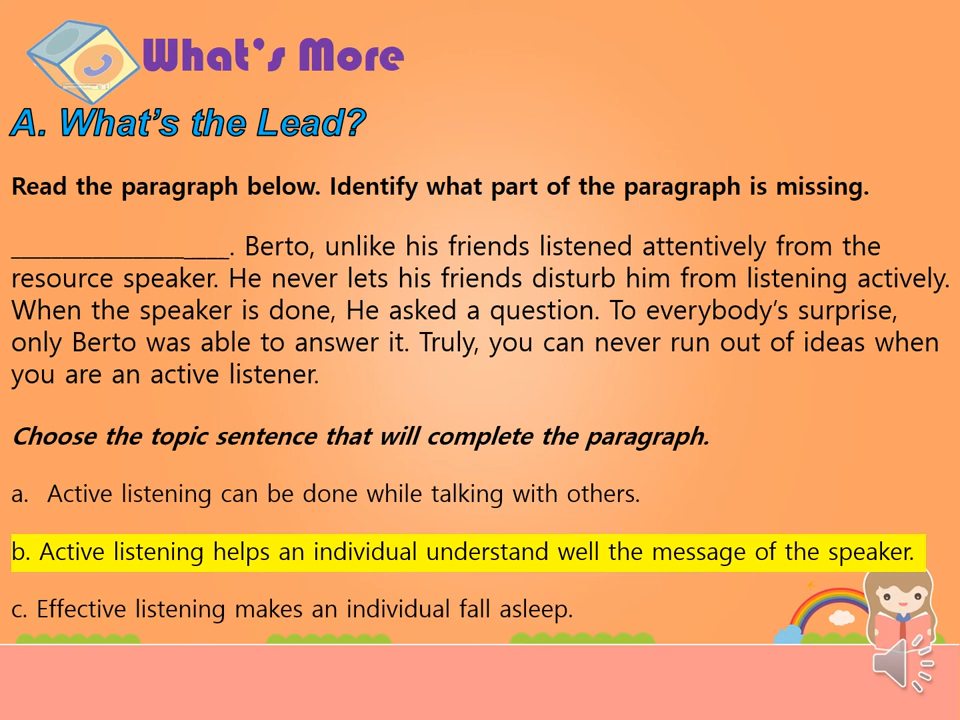 What's More
A. What's the Lead?
Read the paragraph below. Identify what part of the paragraph is missing.
______________________. Berto, unlike his friends listened attentively from the
resource speaker. He never lets his friends disturb him from listening actively.
When the speaker is done, He asked a question. To everybody's surprise,
only Berto was able to answer it. Truly, you can never run out of ideas when
you are an active listener.
Choose the topic sentence that will complete the paragraph.
a. Active listening can be done while talking with others.
b. Active listening helps an individual understand well the message of the speaker.
c. Effective listening makes an individual fall asleep.